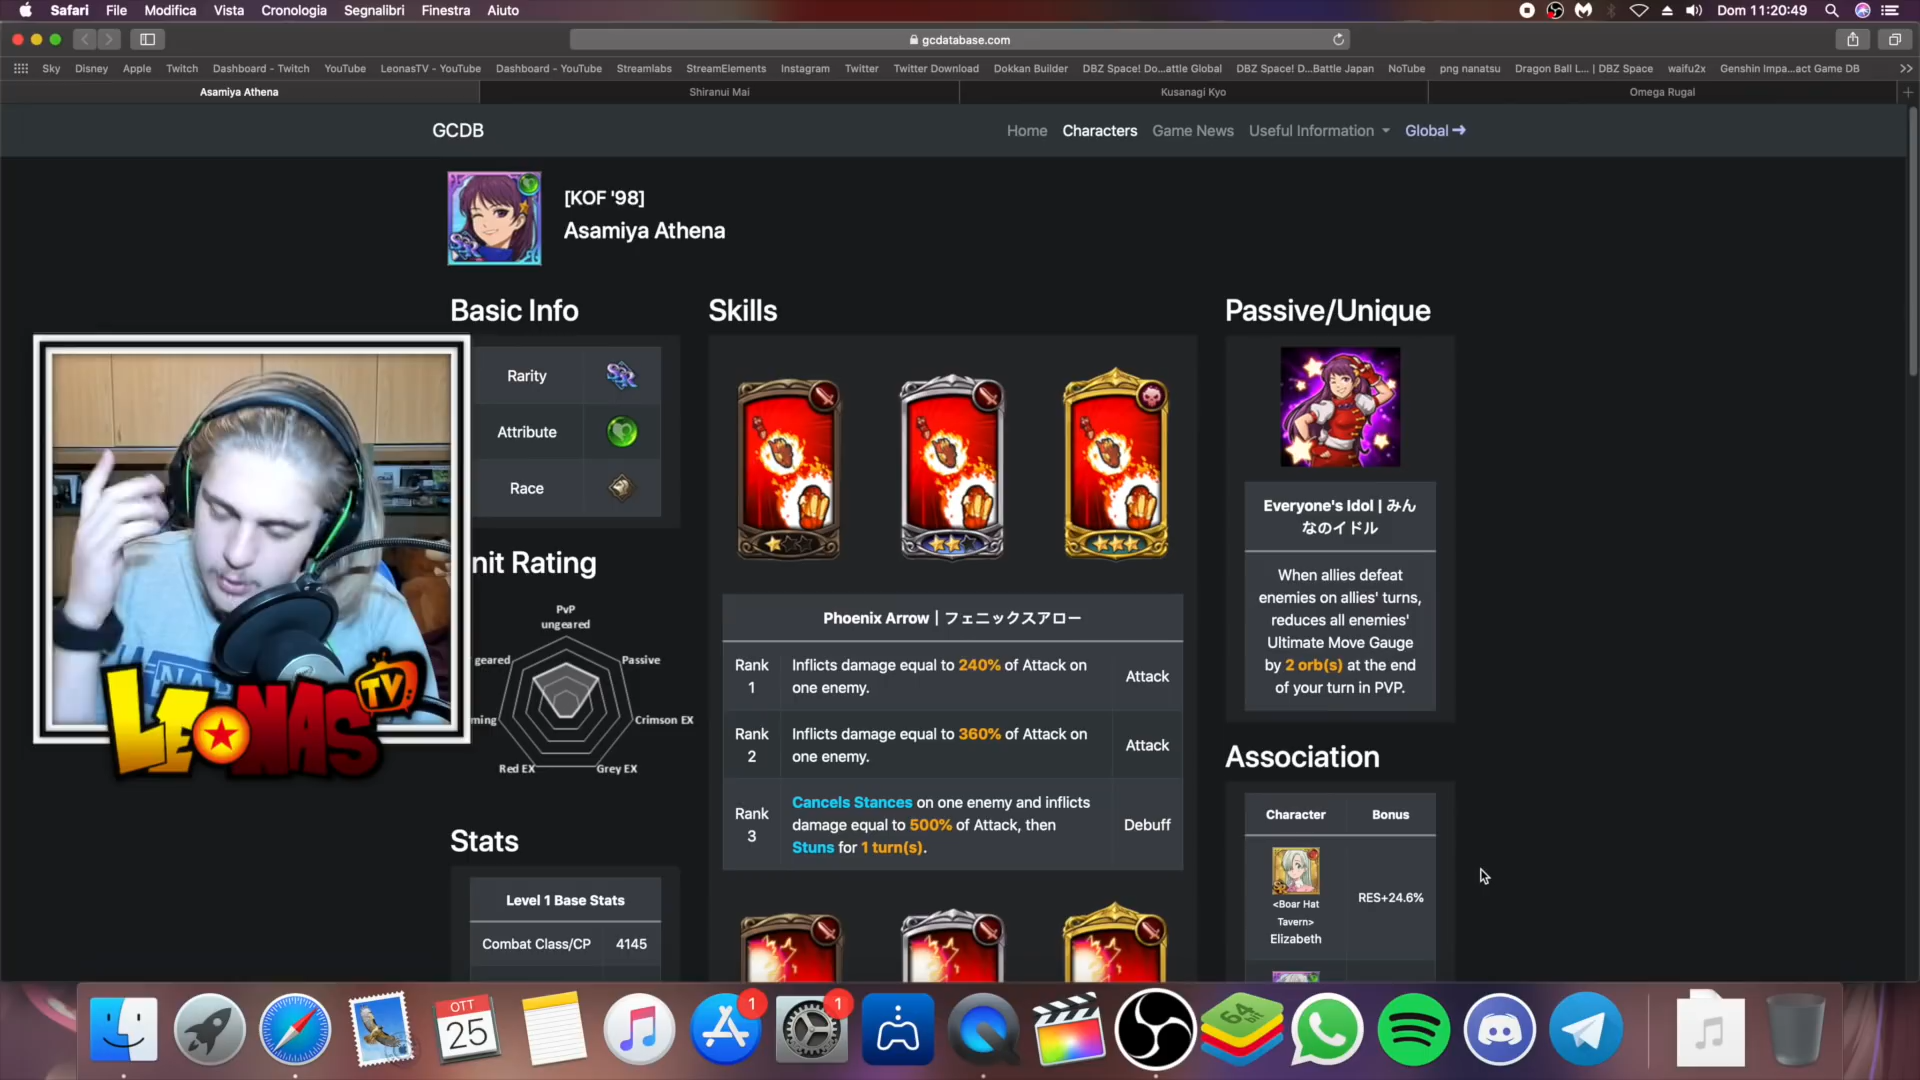 Safari File Modifica Vista Cronologia Segnalibri Finestra Aiuto Dom 11:20:49
gcdatabase.com
Sky Disney Apple Twitch Dashboard - Twitch YouTube LeonasTV - YouTube Dashboard - YouTube Streamlabs StreamElements Instagram Twitter Twitter Download Dokkan Builder DBZ Space! Do...attle Global DBZ Space! D...Battle Japan NoTube png nanatsu Dragon Ball L... | DBZ Space waifu2x Genshin Impa...act Game DB
Asamiya Athena Shiranui Mai Kusanagi Kyo Omega Rugal
GCDB Home Characters Game News Useful Information Global
[KOF '98]
Asamiya Athena
SR
Basic Info
Rarity SSR
Attribute
Race
nit Rating
PvP
ungeared
geared Passive
ming Crimson EX
Red EX Grey EX
Stats
Level 1 Base Stats
Combat Class/CP 4145
Skills
Phoenix Arrow | フェニックスアロー
Rank 1 Inflicts damage equal to 240% of Attack on
one enemy. Attack
Rank 2 Inflicts damage equal to 360% of Attack on
one enemy. Attack
Rank 3 Cancels Stances on one enemy and inflicts
damage equal to 500% of Attack, then
Stuns for 1 turn(s). Debuff
Passive/Unique
Everyone's Idol | みん
なのイドル
When allies defeat
enemies on allies' turns,
reduces all enemies'
Ultimate Move Gauge
by 2 orb(s) at the end
of your turn in PVP.
Association
Character Bonus
SR
<Boar Hat
Tavern>
Elizabeth
RES+24.6%
LEONAS TV
OTT
25
1
1
64
bit